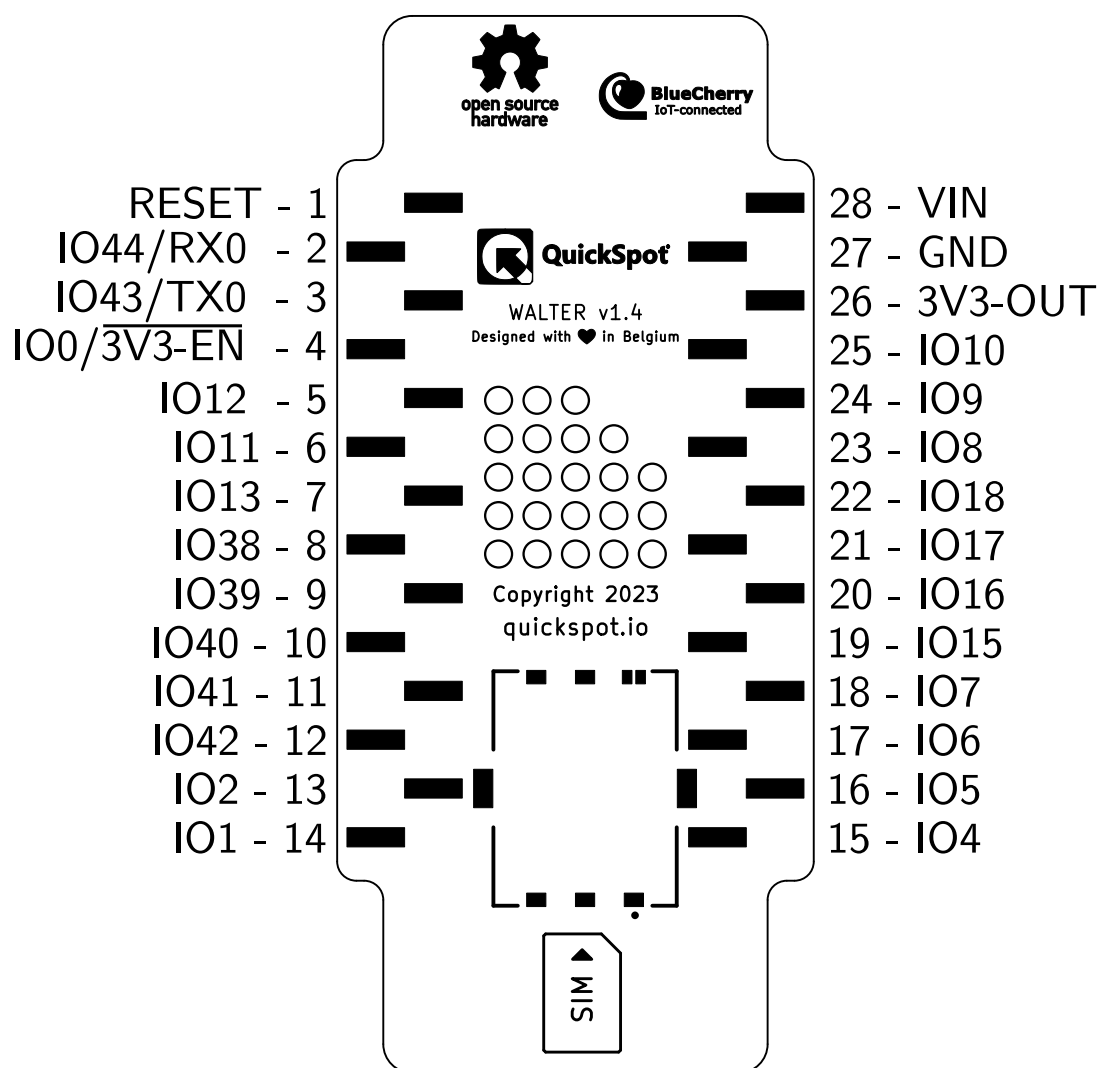 open source
hardware
BlueCherry
IoT-connected
RESET - 1
IO44/RX0 - 2
IO43/TX0 - 3
IO0/3V3-EN - 4
IO12 - 5
IO11 - 6
IO13 - 7
IO38 - 8
IO39 - 9
IO40 - 10
IO41 - 11
IO42 - 12
IO2 - 13
IO1 - 14
QuickSpot
WALTER v1.4
Designed with ♥ in Belgium
Copyright 2023
quickspot.io
SIM
28 - VIN
27 - GND
26 - 3V3-OUT
25 - IO10
24 - IO9
23 - IO8
22 - IO18
21 - IO17
20 - IO16
19 - IO15
18 - IO7
17 - IO6
16 - IO5
15 - IO4